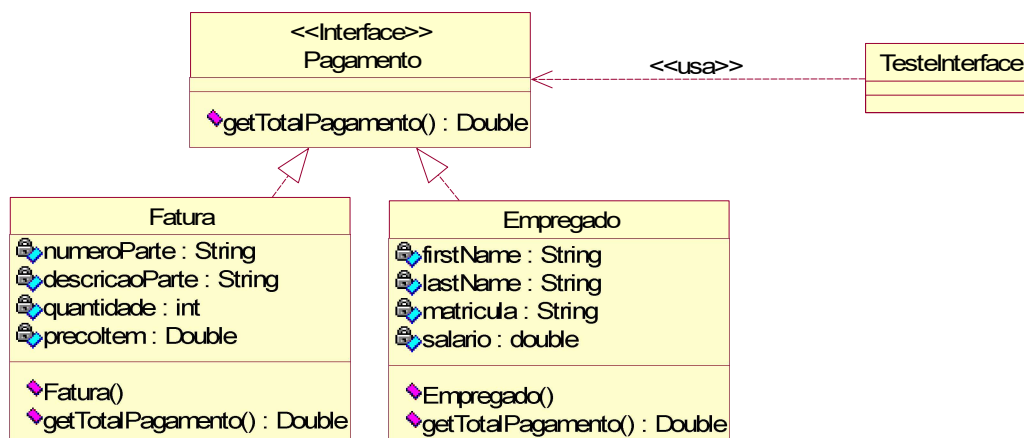 <<Interface>>
Pagamento
getTotalPagamento() : Double
<<usa>>
TesteInterface
Fatura
numeroParte : String
descricaoParte : String
quantidade : int
precoItem : Double
Fatura()
getTotalPagamento() : Double
Empregado
firstName : String
lastName : String
matricula : String
salario : double
Empregado()
getTotalPagamento() : Double